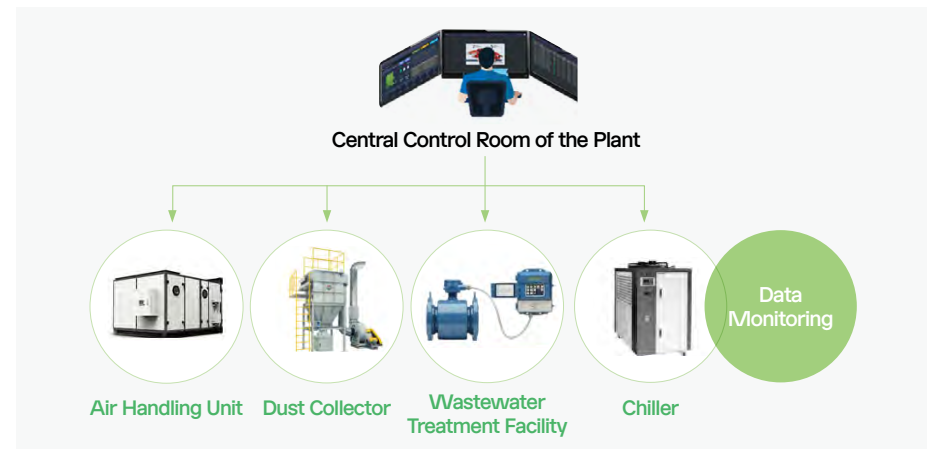 Central Control Room of the Plant
Data
Monitoring
Air Handling Unit
Dust Collector
Wastewater
Treatment Facility
Chiller